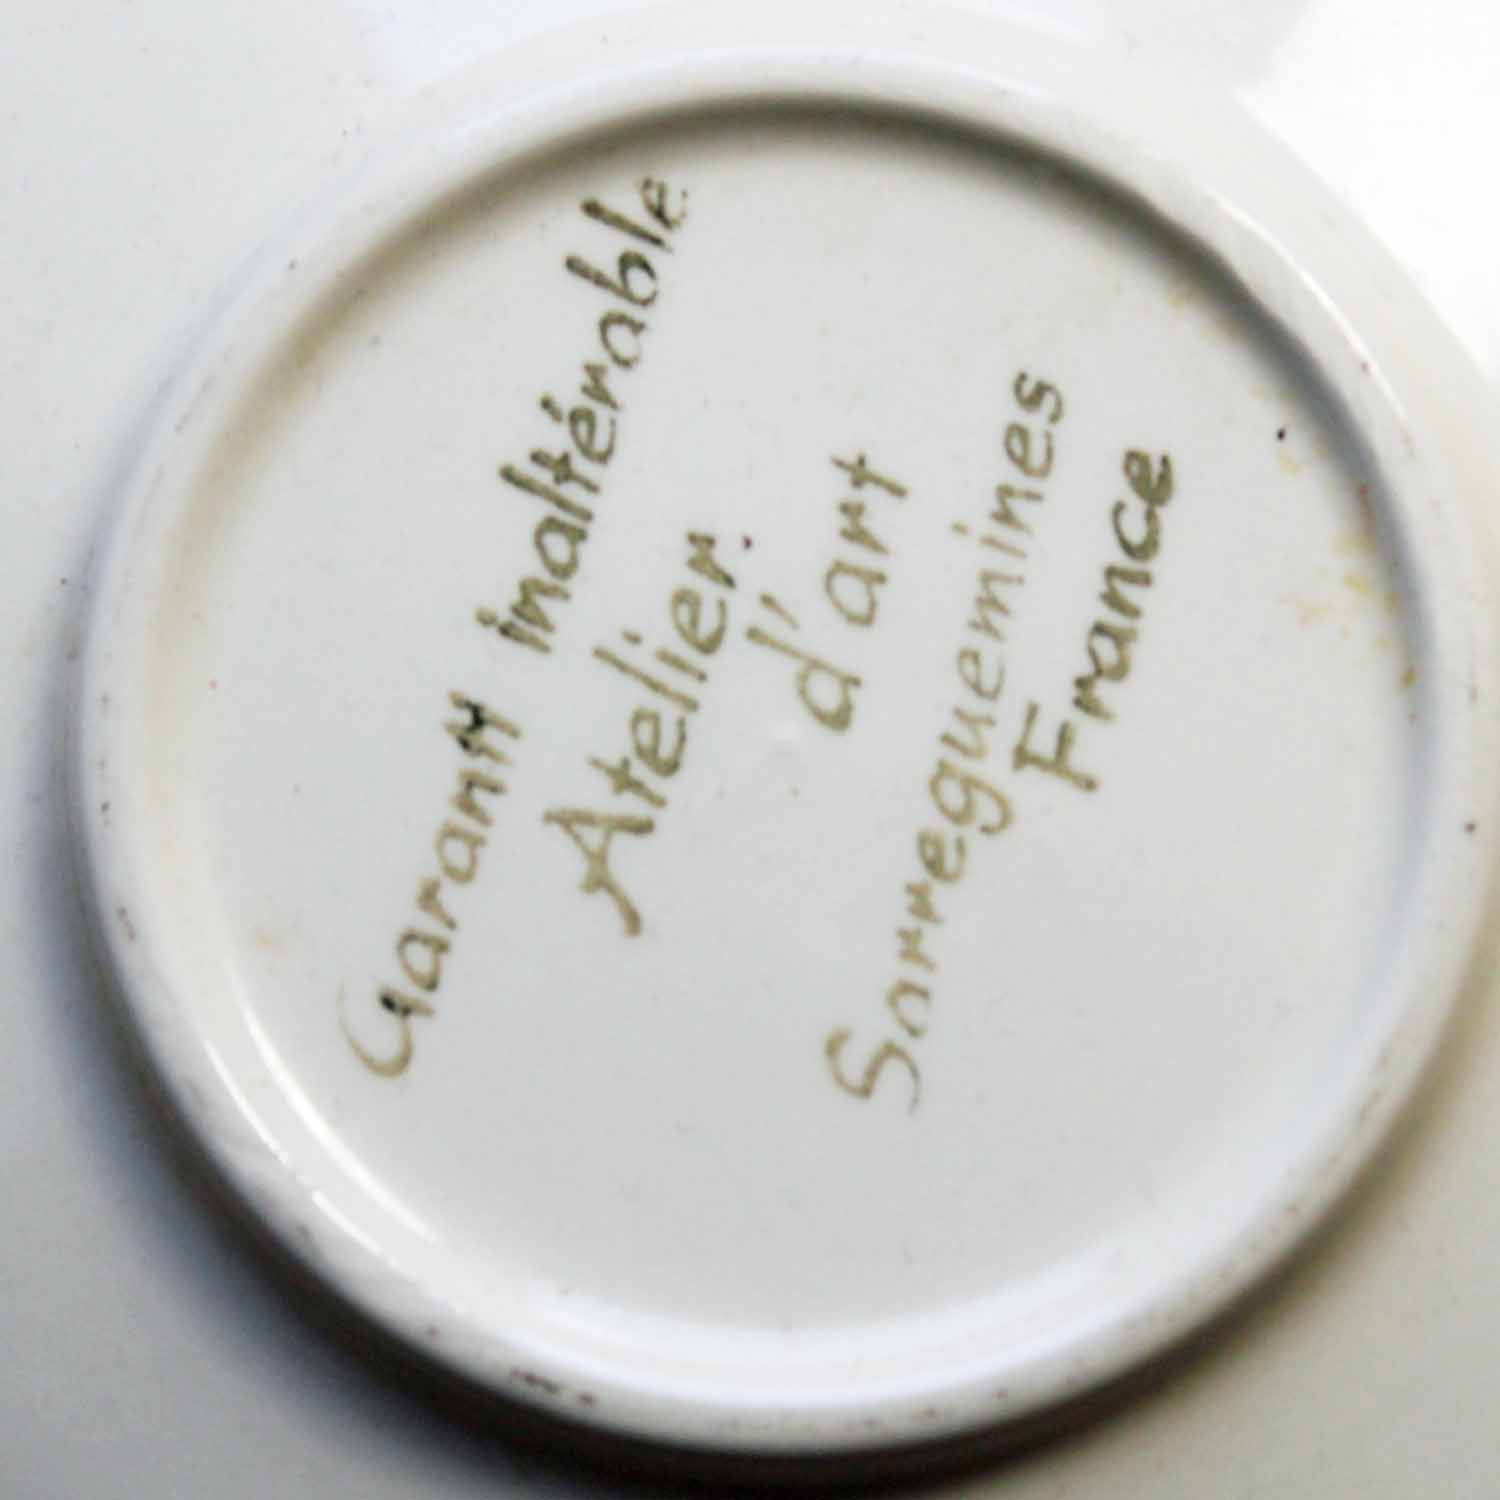 Garanti inaltérable
Atelier
d'art
Sarreguemines
France